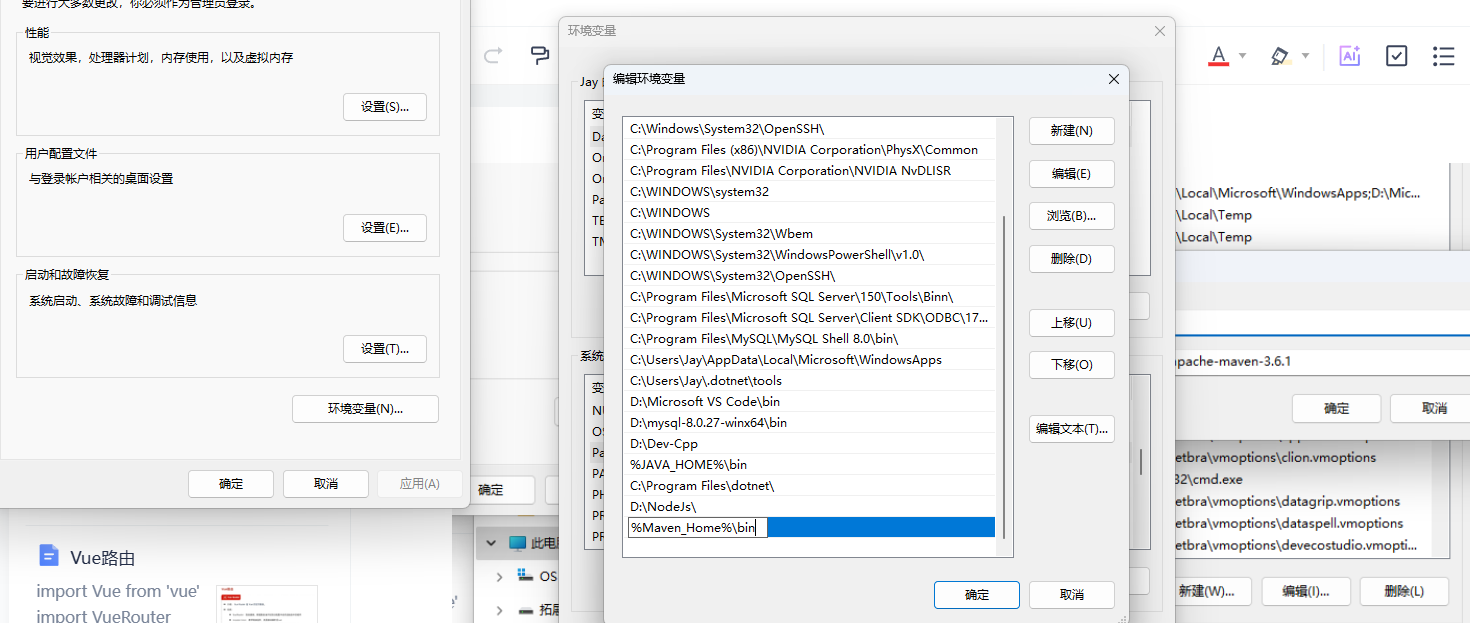 要进行大多数更改，你必须作为管理员登录。
性能
视觉效果，处理器计划，内存使用，以及虚拟内存
设置(S)...
用户配置文件
与登录帐户相关的桌面设置
设置(E)...
启动和故障恢复
系统启动、系统故障和调试信息
设置(T)...
环境变量(N)...
确定
取消
应用(A)
确定
Vue路由
import Vue from 'vue'
import VueRouter
此电
OS
拓展
环境变量
Jay
变
Da
On
On
Pa
TE
TM
系统
变
NU
OS
Pa
PA
PH
PR
PR
编辑环境变量
C:\Windows\System32\OpenSSH\
C:\Program Files (x86)\NVIDIA Corporation\PhysX\Common
C:\Program Files\NVIDIA Corporation\NVIDIA NvDLISR
C:\WINDOWS\system32
C:\WINDOWS
C:\WINDOWS\System32\Wbem
C:\WINDOWS\System32\WindowsPowerShell\v1.0\
C:\WINDOWS\System32\OpenSSH\
C:\Program Files\Microsoft SQL Server\150\Tools\Binn\
C:\Program Files\Microsoft SQL Server\Client SDK\ODBC\17...
C:\Program Files\MySQL\MySQL Shell 8.0\bin\
C:\Users\Jay\AppData\Local\Microsoft\WindowsApps
C:\Users\Jay\.dotnet\tools
D:\Microsoft VS Code\bin
D:\mysql-8.0.27-winx64\bin
D:\Dev-Cpp
%JAVA_HOME%\bin
C:\Program Files\dotnet\
D:\NodeJs\
%Maven_Home%\bin
新建(N)
编辑(E)
浏览(B)...
删除(D)
上移(U)
下移(O)
编辑文本(T)...
确定
取消
A
AI
\Local\Microsoft\WindowsApps;D:\Mic...
\Local\Temp
\Local\Temp
pache-maven-3.6.1
确定
取消
etbra\vmoptions\clion.vmoptions
32\cmd.exe
etbra\vmoptions\datagrip.vmoptions
etbra\vmoptions\dataspell.vmoptions
etbra\vmoptions\devecostudio.vmopti...
新建(W)...
编辑(I)...
删除(L)